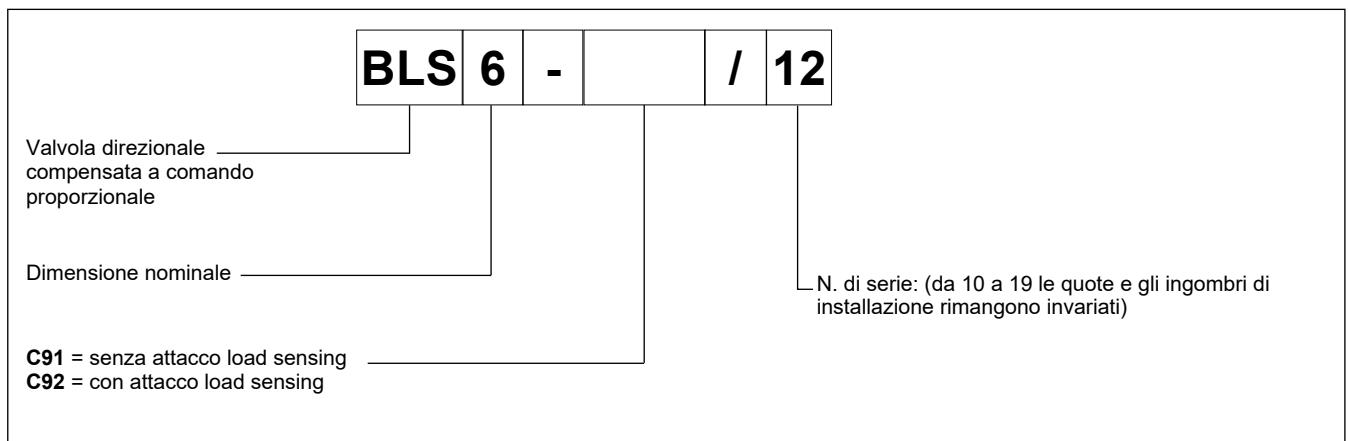 BLS 6 - / 12
Valvola direzionale
compensata a comando
proporzionale
Dimensione nominale
N. di serie: (da 10 a 19 le quote e gli ingombri di
installazione rimangono invariati)
C91 = senza attacco load sensing
C92 = con attacco load sensing